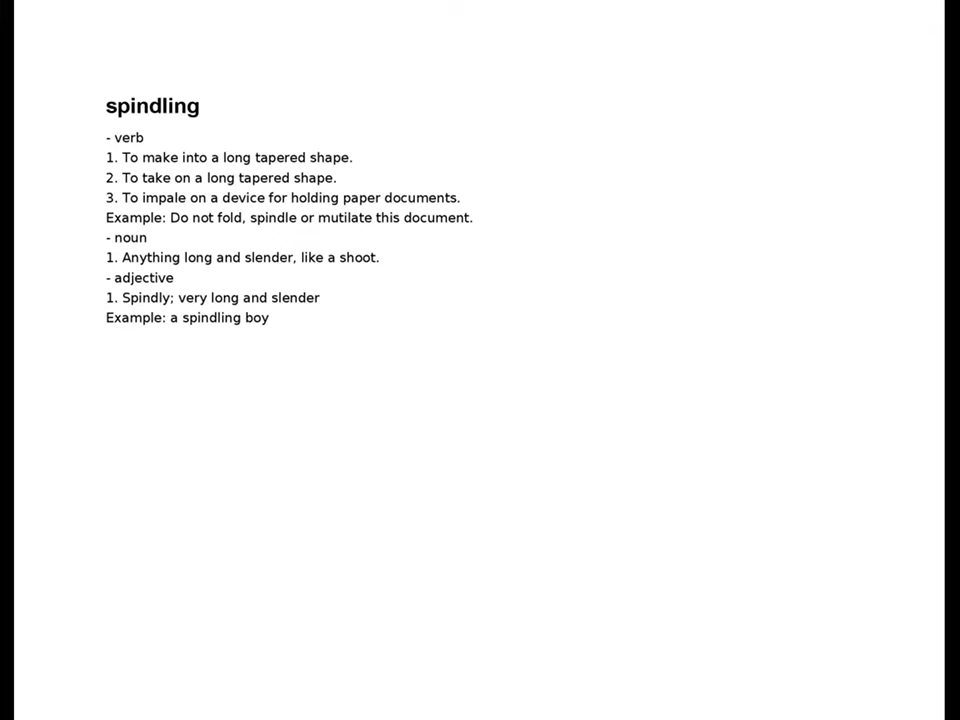 spindling
- verb
1. To make into a long tapered shape.
2. To take on a long tapered shape.
3. To impale on a device for holding paper documents.
Example: Do not fold, spindle or mutilate this document.
- noun
1. Anything long and slender, like a shoot.
- adjective
1. Spindly; very long and slender
Example: a spindling boy